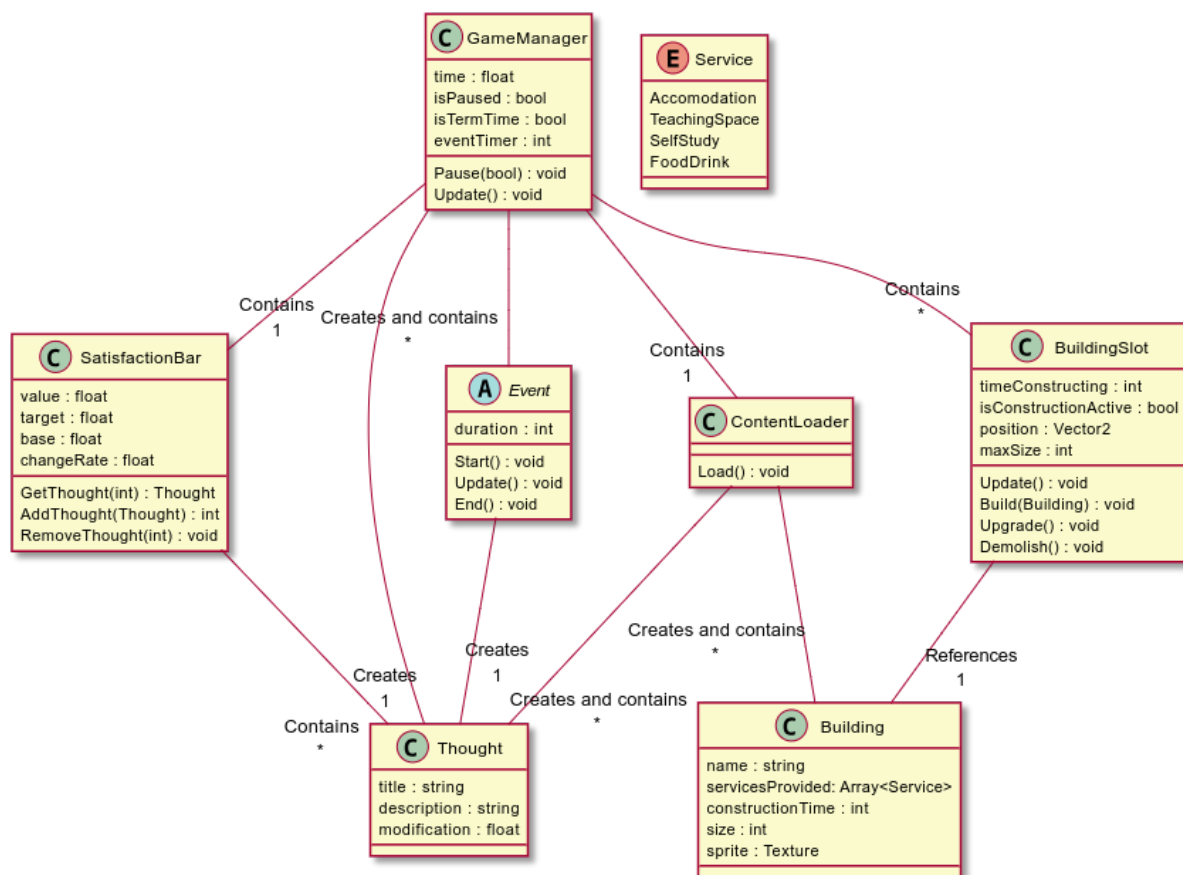 C GameManager
time : float
isPaused : bool
isTermTime : bool
eventTimer : int
Pause(bool) : void
Update() : void
E Service
Accomodation
TeachingSpace
SelfStudy
FoodDrink
Contains
1
Creates and contains
*
Contains
1
Contains
*
C SatisfactionBar
value : float
target : float
base : float
changeRate : float
GetThought(int) : Thought
AddThought(Thought) : int
RemoveThought(int) : void
A Event
duration : int
Start() : void
Update() : void
End() : void
C ContentLoader
Load() : void
C BuildingSlot
timeConstructing : int
isConstructionActive : bool
position : Vector2
maxSize : int
Update() : void
Build(Building) : void
Upgrade() : void
Demolish() : void
Contains
*
Creates
1
Creates
1
Creates and contains
*
Creates and contains
*
References
1
C Thought
title : string
description : string
modification : float
C Building
name : string
servicesProvided: Array<Service>
constructionTime : int
size : int
sprite : Texture